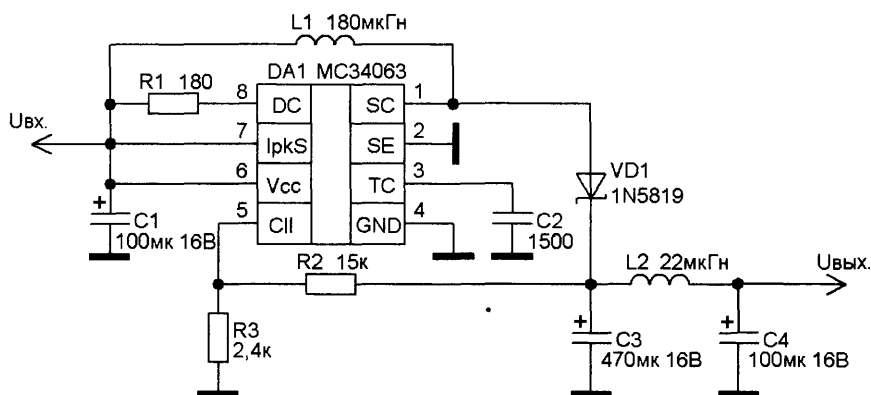 L1 180мкГн
DA1 MC34063
R1 180
8
DC
SC
1
Uвх.
7
IpkS
SE
2
VD1
1N5819
6
Vcc
TC
3
+
C1
100мк 16В
5
CII
GND
4
C2
1500
R2 15к
L2 22мкГн
Uвых.
R3
2,4к
+
C3
470мк 16В
+
C4
100мк 16В